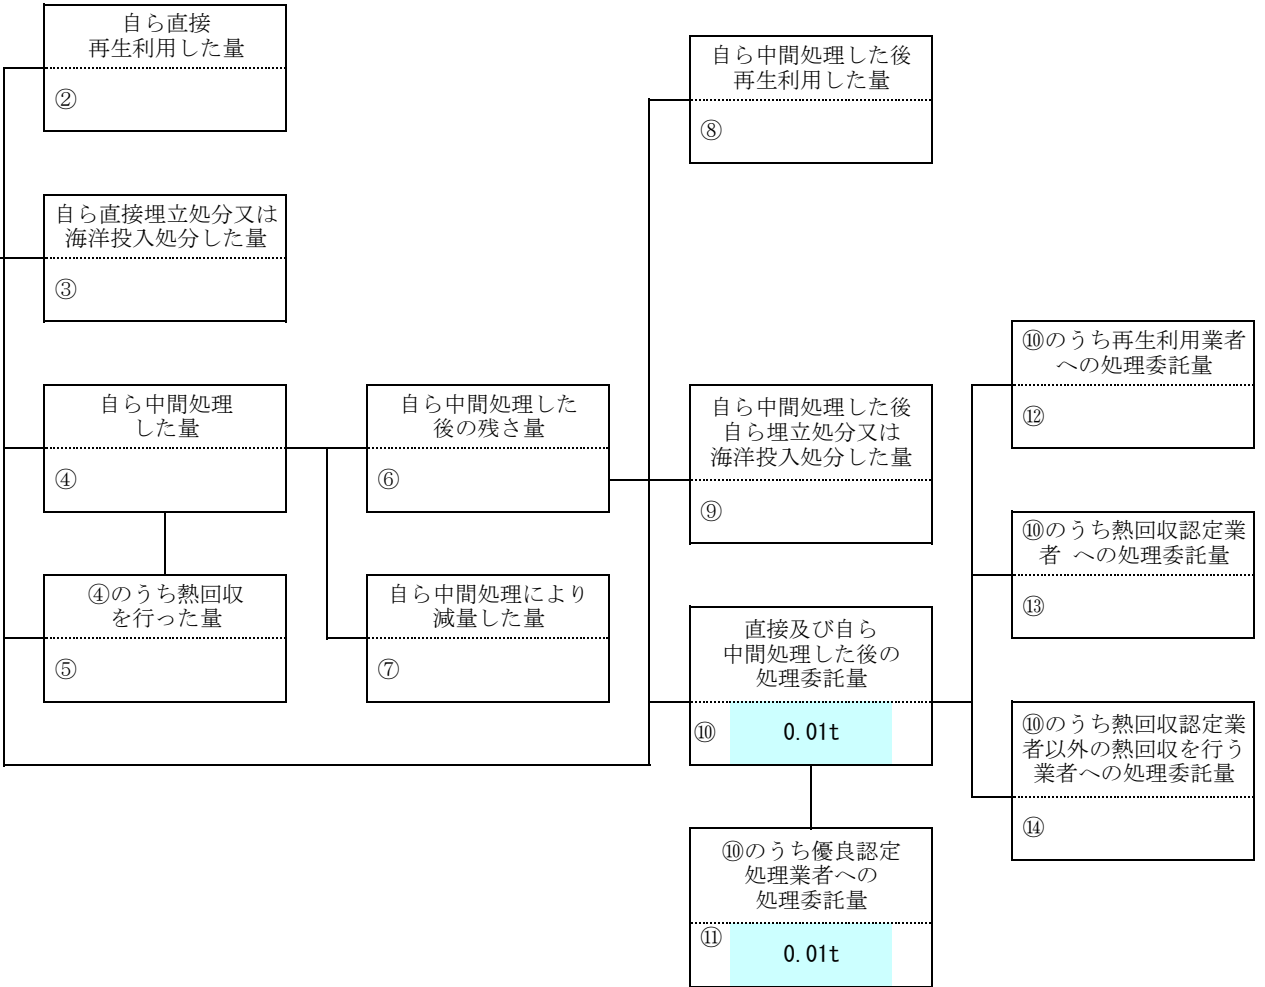 自ら直接
再生利用した量
②
自ら直接埋立処分又は
海洋投入処分した量
③
自ら中間処理
した量
④
④のうち熱回収
を行った量
⑤
自ら中間処理した
後の残さ量
⑥
自ら中間処理により
減量した量
⑦
自ら中間処理した後
再生利用した量
⑧
自ら中間処理した後
自ら埋立処分又は
海洋投入処分した量
⑨
直接及び自ら
中間処理した後の
処理委託量
⑩ 0.01t
⑩のうち優良認定
処理業者への
処理委託量
⑪ 0.01t
⑩のうち再生利用業者
への処理委託量
⑫
⑩のうち熱回収認定業
者 への処理委託量
⑬
⑩のうち熱回収認定業
者以外の熱回収を行う
業者への処理委託量
⑭